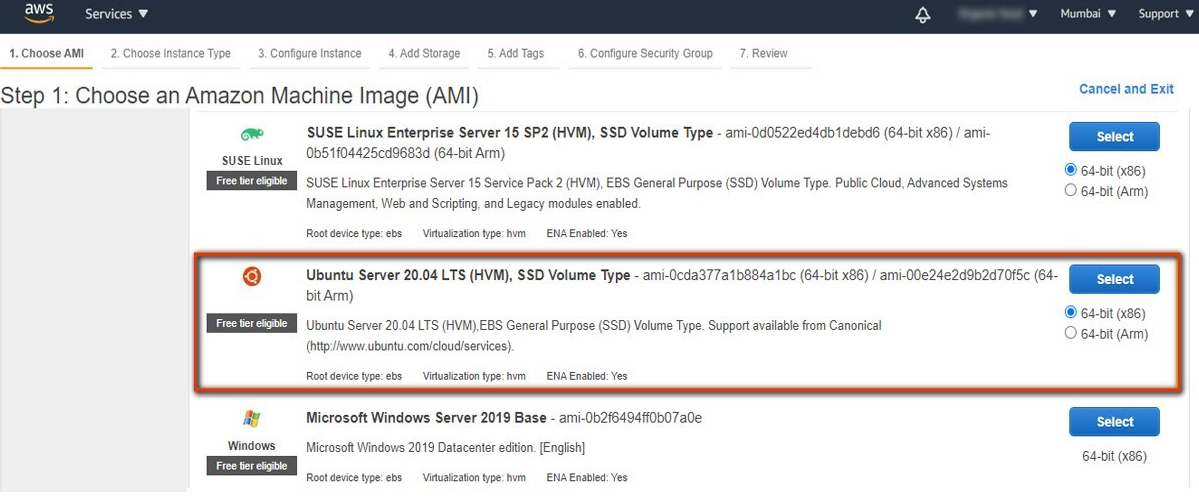 aws Services Mumbai Support
1. Choose AMI 2. Choose Instance Type 3. Configure Instance 4. Add Storage 5. Add Tags 6. Configure Security Group 7. Review
Step 1: Choose an Amazon Machine Image (AMI)
Cancel and Exit
SUSE Linux
Free tier eligible
SUSE Linux Enterprise Server 15 SP2 (HVM), SSD Volume Type - ami-0d0522ed4db1debd6 (64-bit x86) / ami-
0b51f04425cd9683d (64-bit Arm)
SUSE Linux Enterprise Server 15 Service Pack 2 (HVM), EBS General Purpose (SSD) Volume Type. Public Cloud, Advanced Systems
Management, Web and Scripting, and Legacy modules enabled.
Root device type: ebs Virtualization type: hvm ENA Enabled: Yes
Select
64-bit (x86)
64-bit (Arm)
Free tier eligible
Ubuntu Server 20.04 LTS (HVM), SSD Volume Type - ami-0cda377a1b884a1bc (64-bit x86) / ami-00e24e2d9b2d70f5c (64-
bit Arm)
Ubuntu Server 20.04 LTS (HVM),EBS General Purpose (SSD) Volume Type. Support available from Canonical
(http://www.ubuntu.com/cloud/services).
Root device type: ebs Virtualization type: hvm ENA Enabled: Yes
Select
64-bit (x86)
64-bit (Arm)
Windows
Free tier eligible
Microsoft Windows Server 2019 Base - ami-0b2f6494ff0b07a0e
Microsoft Windows 2019 Datacenter edition. [English]
Root device type: ebs Virtualization type: hvm ENA Enabled: Yes
Select
64-bit (x86)